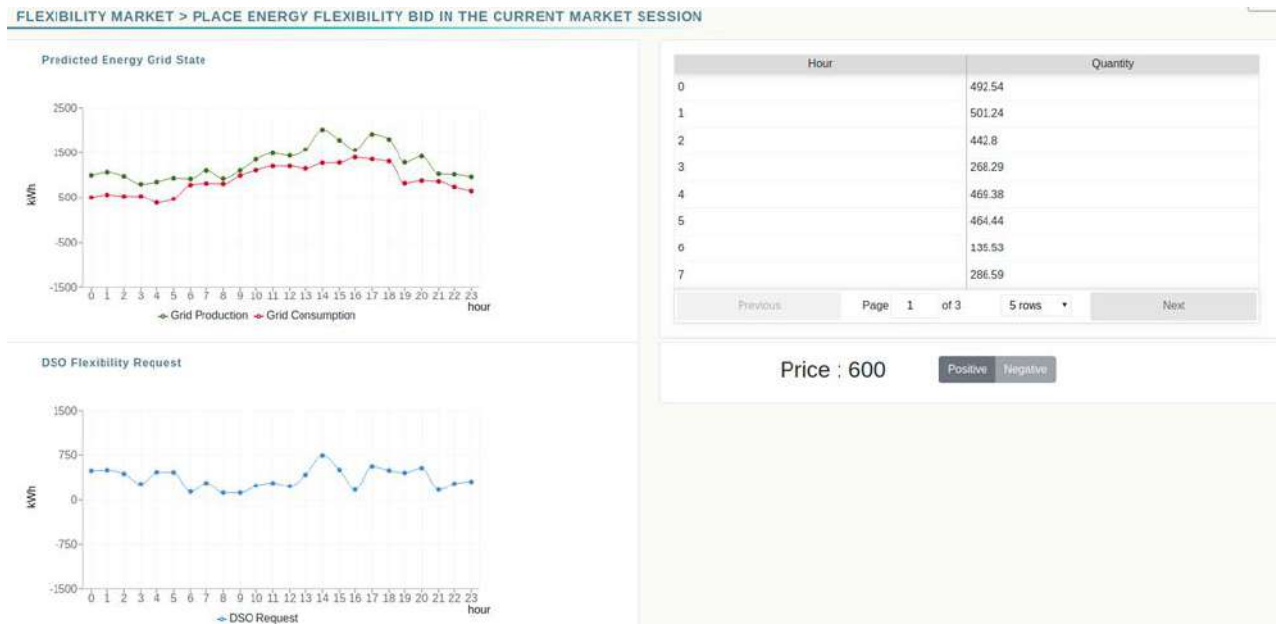 FLEXIBILITY MARKET > PLACE ENERGY FLEXIBILITY BID IN THE CURRENT MARKET SESSION
Predicted Energy Grid State
2500
1500
500
-500
-1500
kWh
0 1 2 3 4 5 6 7 8 9 10 11 12 13 14 15 16 17 18 19 20 21 22 23
hour
Grid Production Grid Consumption
Hour Quantity
0 492.54
1 501.24
2 442.8
3 268.29
4 469.38
5 464.44
6 135.53
7 286.59
Previous Page 1 of 3 5 rows Next
DSO Flexibility Request
1500
750
0
-750
-1500
kWh
0 1 2 3 4 5 6 7 8 9 10 11 12 13 14 15 16 17 18 19 20 21 22 23
hour
DSO Request
Price : 600 Positive Negative